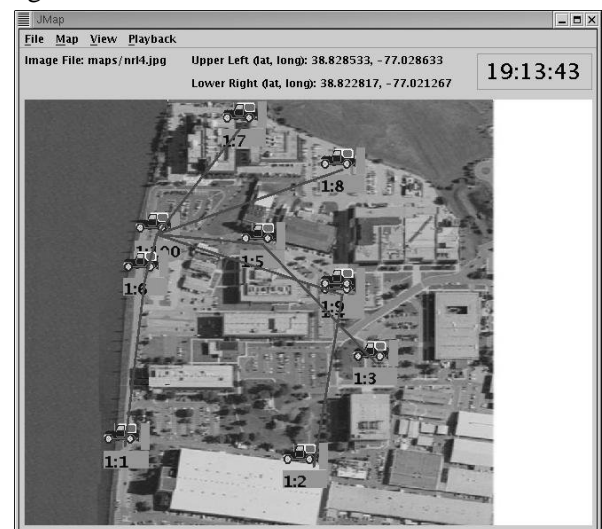 JMap
File Map View Playback
Image File: maps/nrl4.jpg
Upper Left (lat, long): 38.828533, -77.028633
Lower Right (lat, long): 38.822817, -77.021267
19:13:43
1:7
1:8
1:5
1:6
1:9
1:3
1:1
1:2